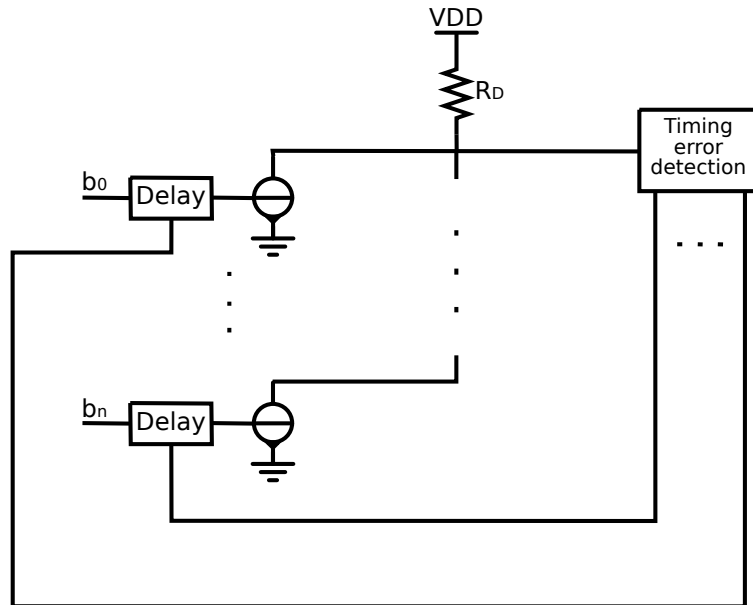 VDD
RD
Timing
error
detection
b0
Delay
bn
Delay